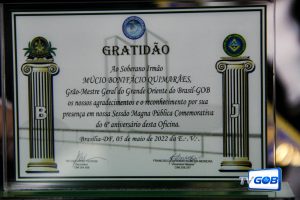 GRATIDÃO
Ao Soberano Irmão
MÚCIO BONIFÁCIO GUIMARÃES,
Grão-Mestre Geral do Grande Oriente do Brasil-GOB
os nossos agradecimentos e o reconhecimento por sua
presença em nossa Sessão Magna Pública Comemorativa
do 6º aniversário desta Oficina.
Brasília-DF, 05 de maio de 2022 da E∴V∴
B
J
TVGOB